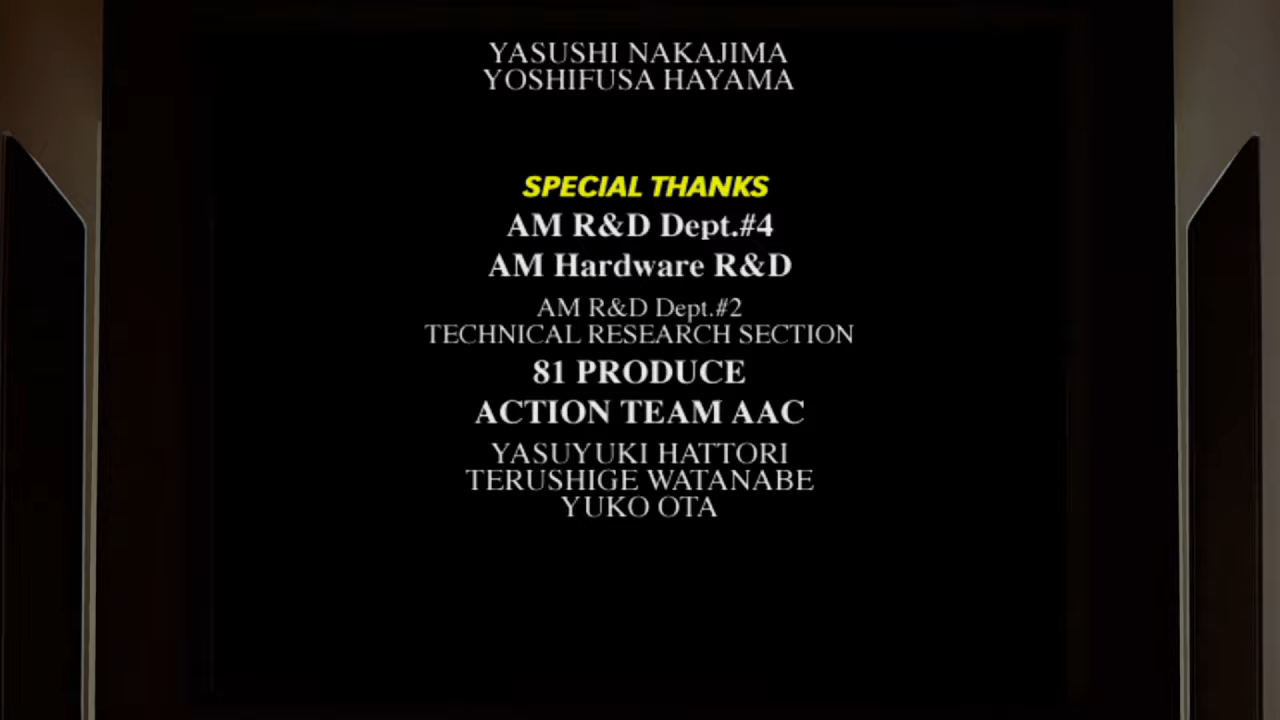 YASUSHI NAKAJIMA
YOSHIFUSA HAYAMA
SPECIAL THANKS
AM R&D Dept.#4
AM Hardware R&D
AM R&D Dept.#2
TECHNICAL RESEARCH SECTION
81 PRODUCE
ACTION TEAM AAC
YASUYUKI HATTORI
TERUSHIGE WATANABE
YUKO OTA